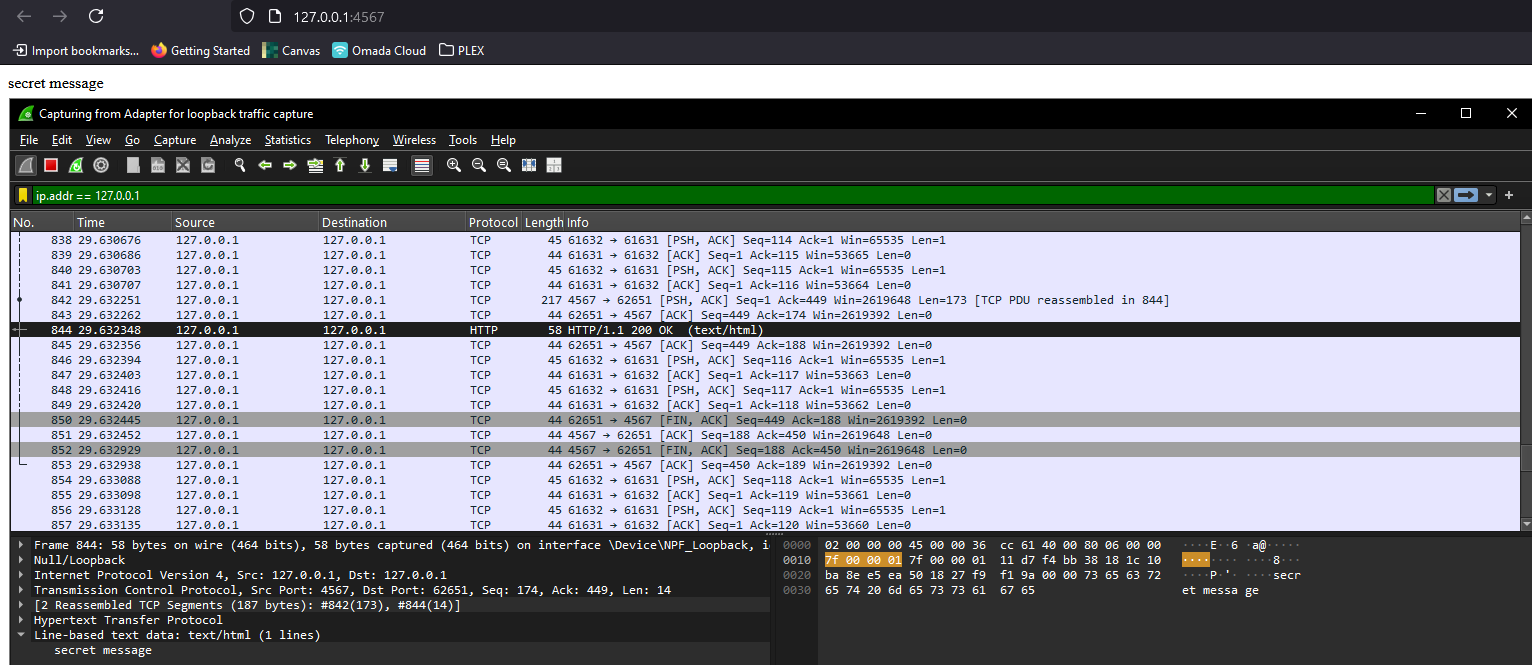 127.0.0.1:4567
Import bookmarks... Getting Started Canvas Omada Cloud PLEX
secret message
Capturing from Adapter for loopback traffic capture
File Edit View Go Capture Analyze Statistics Telephony Wireless Tools Help
ip.addr == 127.0.0.1
No. Time Source Destination Protocol Length Info
838 29.630676 127.0.0.1 127.0.0.1 TCP 45 61632 → 61631 [PSH, ACK] Seq=114 Ack=1 Win=65535 Len=1
839 29.630686 127.0.0.1 127.0.0.1 TCP 44 61631 → 61632 [ACK] Seq=1 Ack=115 Win=53665 Len=0
840 29.630703 127.0.0.1 127.0.0.1 TCP 45 61632 → 61631 [PSH, ACK] Seq=115 Ack=1 Win=65535 Len=1
841 29.630707 127.0.0.1 127.0.0.1 TCP 44 61631 → 61632 [ACK] Seq=1 Ack=116 Win=53664 Len=0
842 29.632251 127.0.0.1 127.0.0.1 TCP 217 4567 → 62651 [PSH, ACK] Seq=1 Ack=449 Win=2619648 Len=173 [TCP PDU reassembled in 844]
843 29.632262 127.0.0.1 127.0.0.1 TCP 44 62651 → 4567 [ACK] Seq=449 Ack=174 Win=2619392 Len=0
844 29.632348 127.0.0.1 127.0.0.1 HTTP 58 HTTP/1.1 200 OK (text/html)
845 29.632356 127.0.0.1 127.0.0.1 TCP 44 62651 → 4567 [ACK] Seq=449 Ack=188 Win=2619392 Len=0
846 29.632394 127.0.0.1 127.0.0.1 TCP 45 61632 → 61631 [PSH, ACK] Seq=116 Ack=1 Win=65535 Len=1
847 29.632403 127.0.0.1 127.0.0.1 TCP 44 61631 → 61632 [ACK] Seq=1 Ack=117 Win=53663 Len=0
848 29.632416 127.0.0.1 127.0.0.1 TCP 45 61632 → 61631 [PSH, ACK] Seq=117 Ack=1 Win=65535 Len=1
849 29.632420 127.0.0.1 127.0.0.1 TCP 44 61631 → 61632 [ACK] Seq=1 Ack=118 Win=53662 Len=0
850 29.632445 127.0.0.1 127.0.0.1 TCP 44 62651 → 4567 [FIN, ACK] Seq=449 Ack=188 Win=2619392 Len=0
851 29.632452 127.0.0.1 127.0.0.1 TCP 44 4567 → 62651 [ACK] Seq=188 Ack=450 Win=2619648 Len=0
852 29.632929 127.0.0.1 127.0.0.1 TCP 44 4567 → 62651 [FIN, ACK] Seq=188 Ack=450 Win=2619648 Len=0
853 29.632938 127.0.0.1 127.0.0.1 TCP 44 62651 → 4567 [ACK] Seq=450 Ack=189 Win=2619392 Len=0
854 29.633088 127.0.0.1 127.0.0.1 TCP 45 61632 → 61631 [PSH, ACK] Seq=118 Ack=1 Win=65535 Len=1
855 29.633098 127.0.0.1 127.0.0.1 TCP 44 61631 → 61632 [ACK] Seq=1 Ack=119 Win=53661 Len=0
856 29.633128 127.0.0.1 127.0.0.1 TCP 45 61632 → 61631 [PSH, ACK] Seq=119 Ack=1 Win=65535 Len=1
857 29.633135 127.0.0.1 127.0.0.1 TCP 44 61631 → 61632 [ACK] Seq=1 Ack=120 Win=53660 Len=0
Frame 844: 58 bytes on wire (464 bits), 58 bytes captured (464 bits) on interface \Device\NPF_Loopback, i
Null/Loopback
Internet Protocol Version 4, Src: 127.0.0.1, Dst: 127.0.0.1
Transmission Control Protocol, Src Port: 4567, Dst Port: 62651, Seq: 174, Ack: 449, Len: 14
[2 Reassembled TCP Segments (187 bytes): #842(173), #844(14)]
Hypertext Transfer Protocol
Line-based text data: text/html (1 lines)
secret message
0000 02 00 00 00 45 00 00 36 cc 61 40 00 80 06 00 00 ····E··6 ·a@·····
0010 7f 00 00 01 7f 00 00 01 11 d7 f4 bb 38 18 1c 10 ········ ····8···
0020 ba 8e e5 ea 50 18 27 f9 f1 9a 00 00 73 65 63 72 ····P·'· ····secr
0030 65 74 20 6d 65 73 73 61 67 65 et messa ge